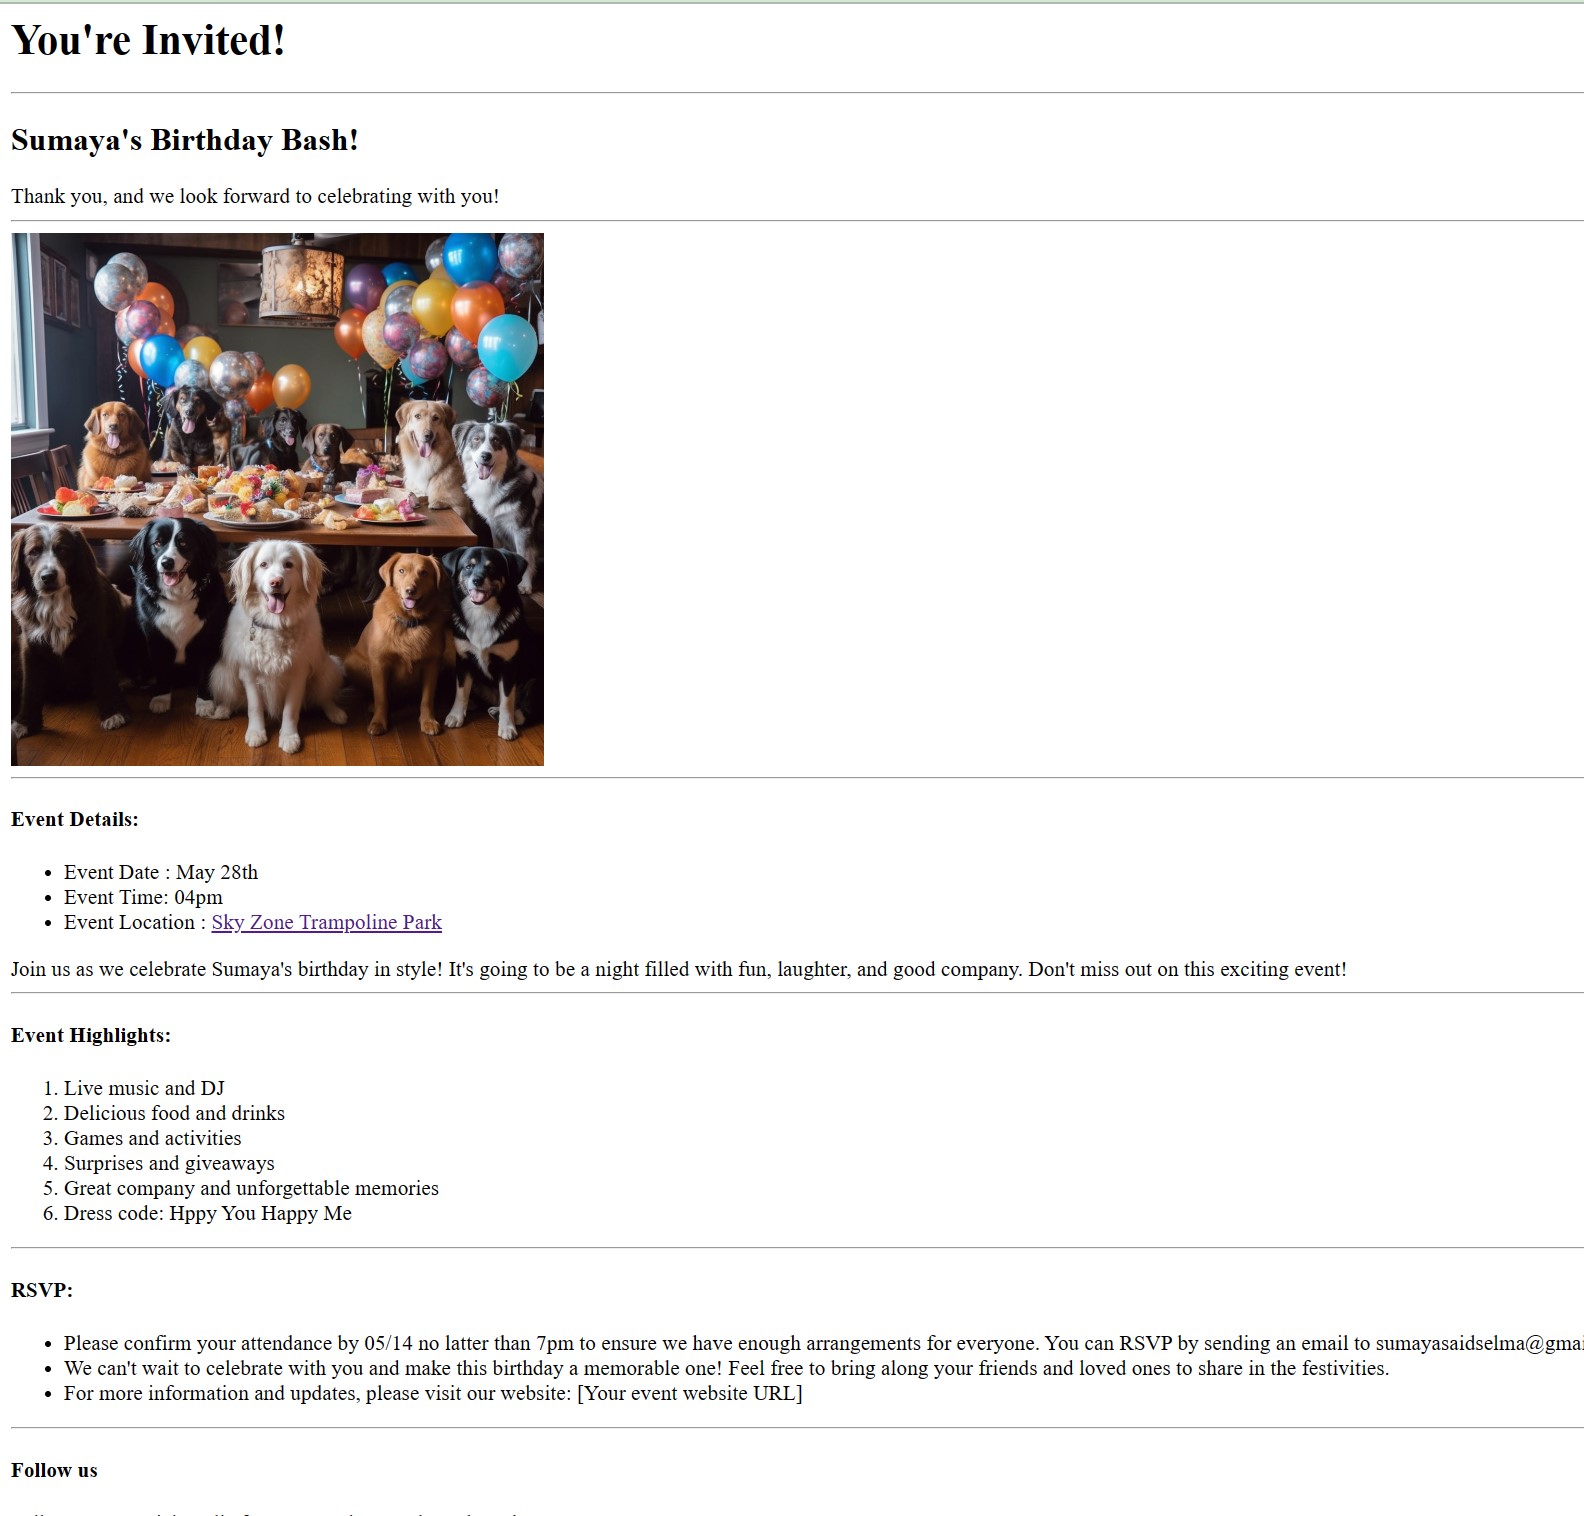 You're Invited!
Sumaya's Birthday Bash!
Thank you, and we look forward to celebrating with you!
Event Details:
• Event Date : May 28th
• Event Time: 04pm
• Event Location : Sky Zone Trampoline Park
Join us as we celebrate Sumaya's birthday in style! It's going to be a night filled with fun, laughter, and good company. Don't miss out on this exciting event!
Event Highlights:
1. Live music and DJ
2. Delicious food and drinks
3. Games and activities
4. Surprises and giveaways
5. Great company and unforgettable memories
6. Dress code: Hppy You Happy Me
RSVP:
• Please confirm your attendance by 05/14 no latter than 7pm to ensure we have enough arrangements for everyone. You can RSVP by sending an email to sumayasaidselma@gmai
• We can't wait to celebrate with you and make this birthday a memorable one! Feel free to bring along your friends and loved ones to share in the festivities.
• For more information and updates, please visit our website: [Your event website URL]
Follow us